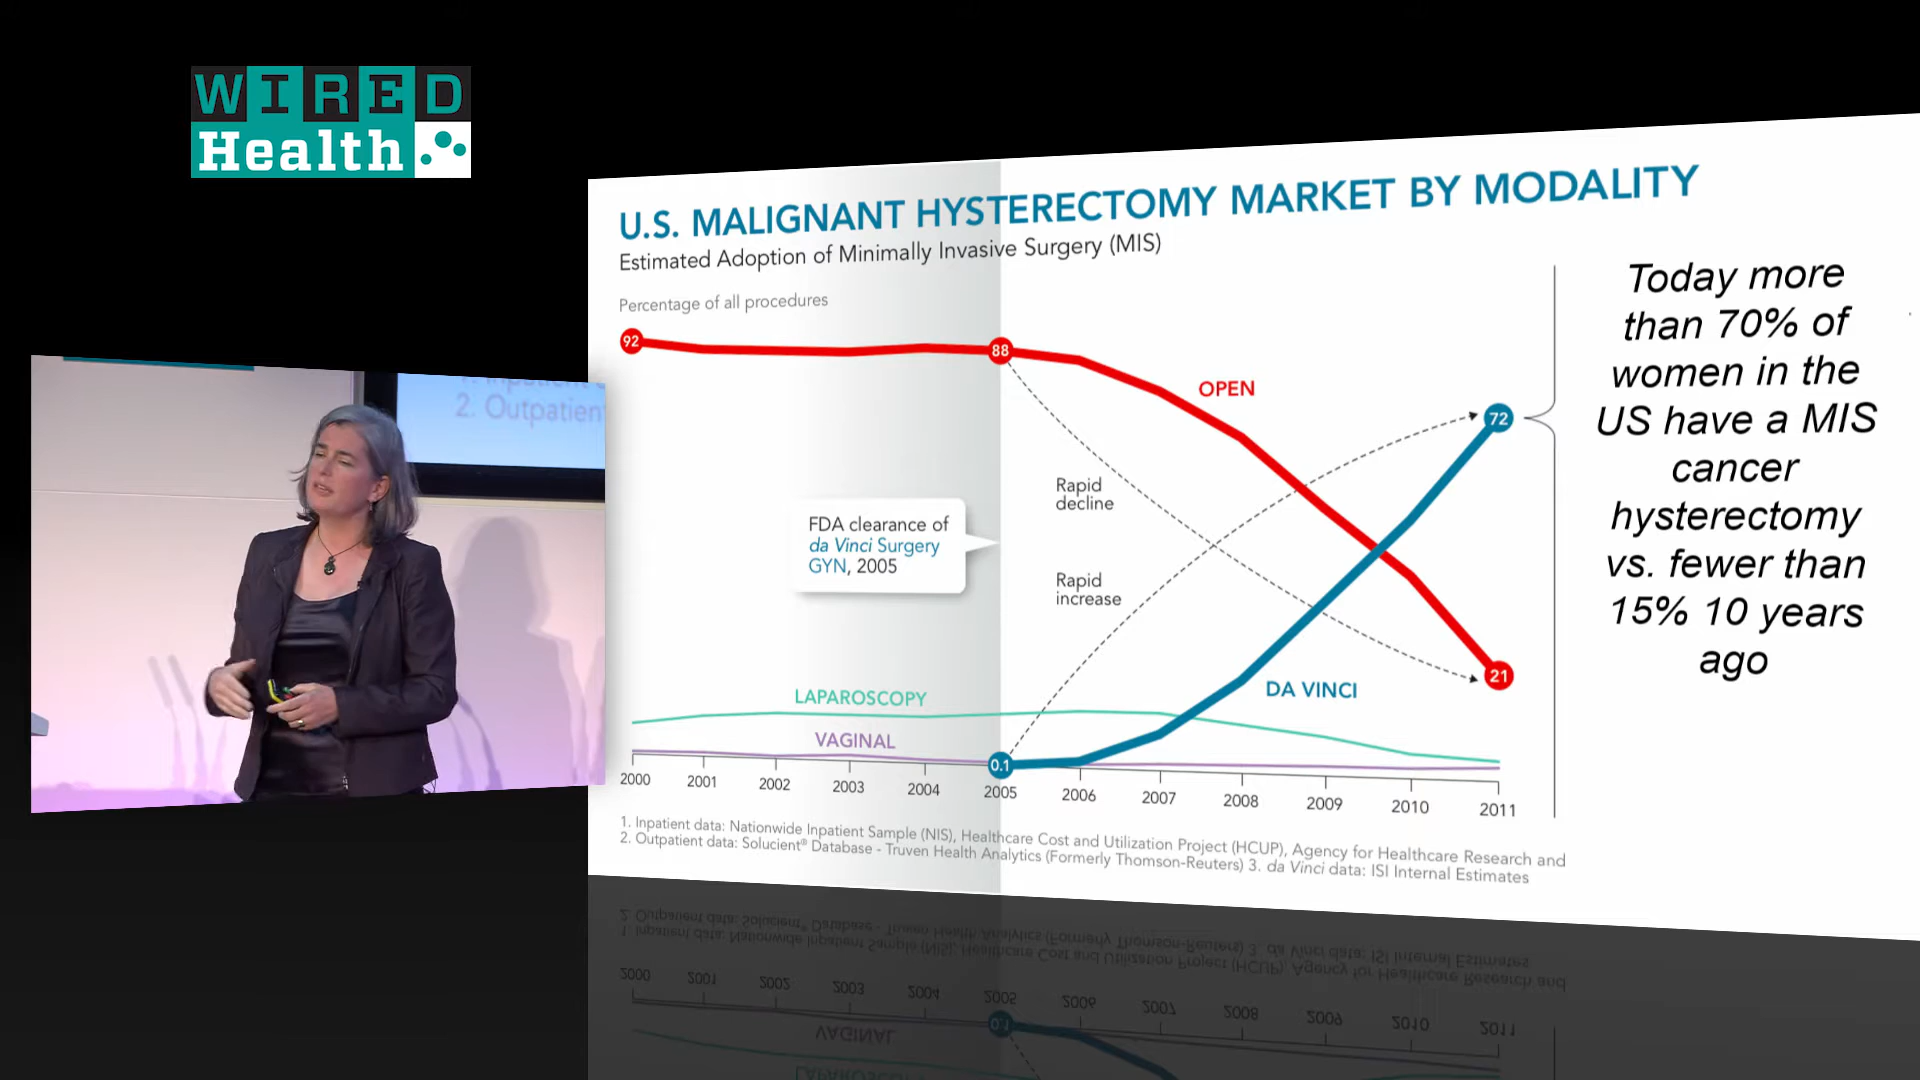 WIRED
Health
U.S. MALIGNANT HYSTERECTOMY MARKET BY MODALITY
Estimated Adoption of Minimally Invasive Surgery (MIS)
Percentage of all procedures
92
88
OPEN
72
Rapid
decline
FDA clearance of
da Vinci Surgery
GYN, 2005
Rapid
increase
21
DA VINCI
LAPAROSCOPY
VAGINAL
0.1
2000 2001 2002 2003 2004 2005 2006 2007 2008 2009 2010 2011
1. Inpatient data: Nationwide Inpatient Sample (NIS), Healthcare Cost and Utilization Project (HCUP), Agency for Healthcare Research and
2. Outpatient data: Solucient® Database - Truven Health Analytics (Formerly Thomson-Reuters) 3. da Vinci data: ISI Internal Estimates
Today more
than 70% of
women in the
US have a MIS
cancer
hysterectomy
vs. fewer than
15% 10 years
ago
1. Inpatient
2. Outpatient